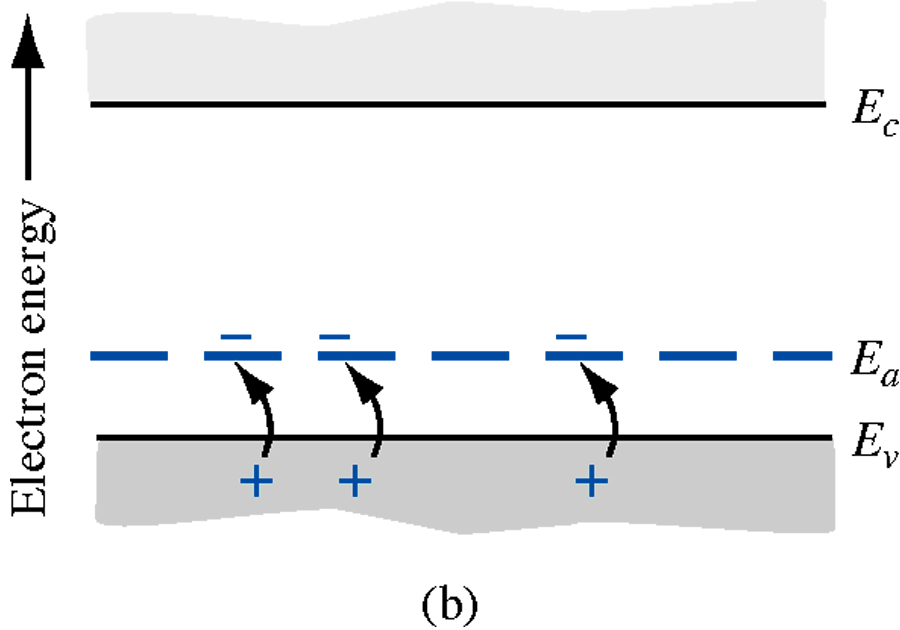 Electron energy
E_c
− − −
E_a
E_v
+ + +
(b)